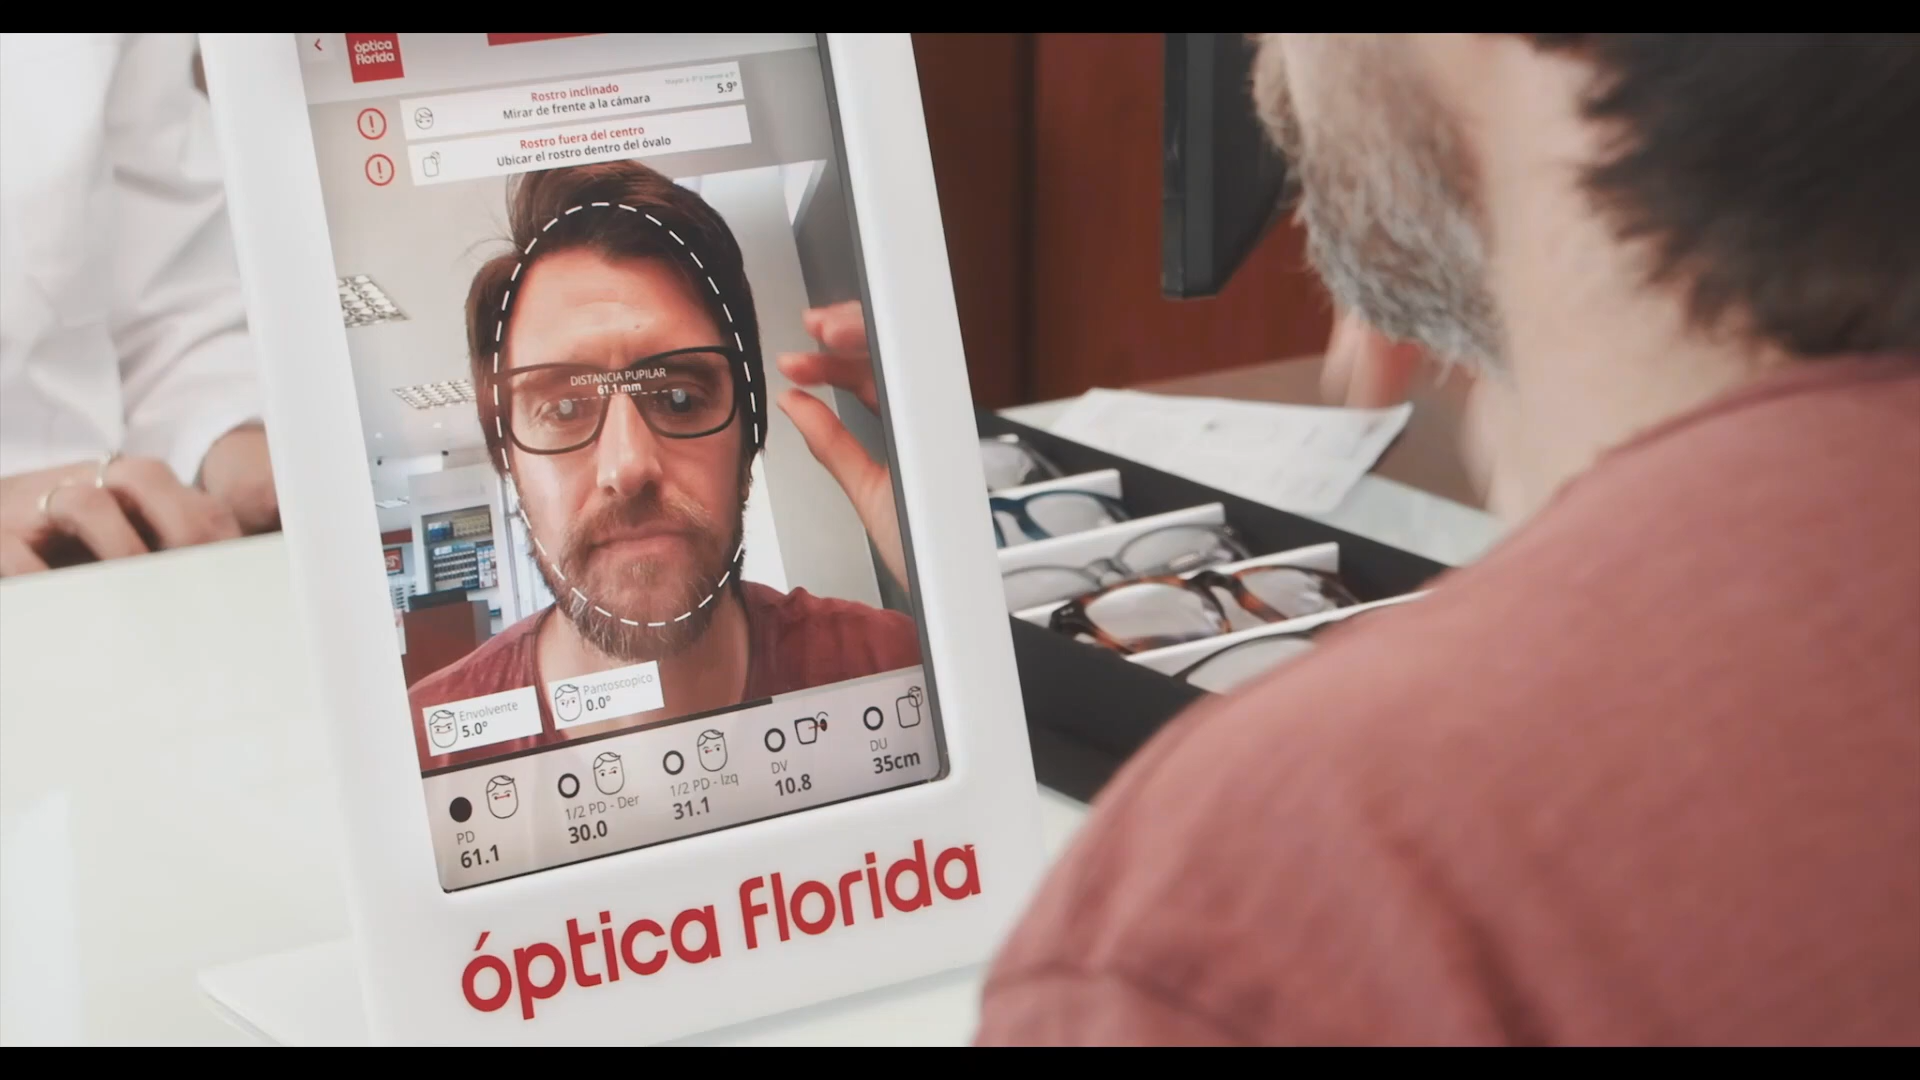 óptica
florida
Rostro inclinado
Mirar de frente a la cámara
5.9°
Rostro fuera del centro
Ubicar el rostro dentro del óvalo
DISTANCIA PUPILAR
61.1 mm
Envolvente
5.0°
Pantoscopico
0.0°
PD
61.1
1/2 PD - Der
30.0
1/2 PD - Izq
31.1
DV
10.8
DU
35cm
óptica florida